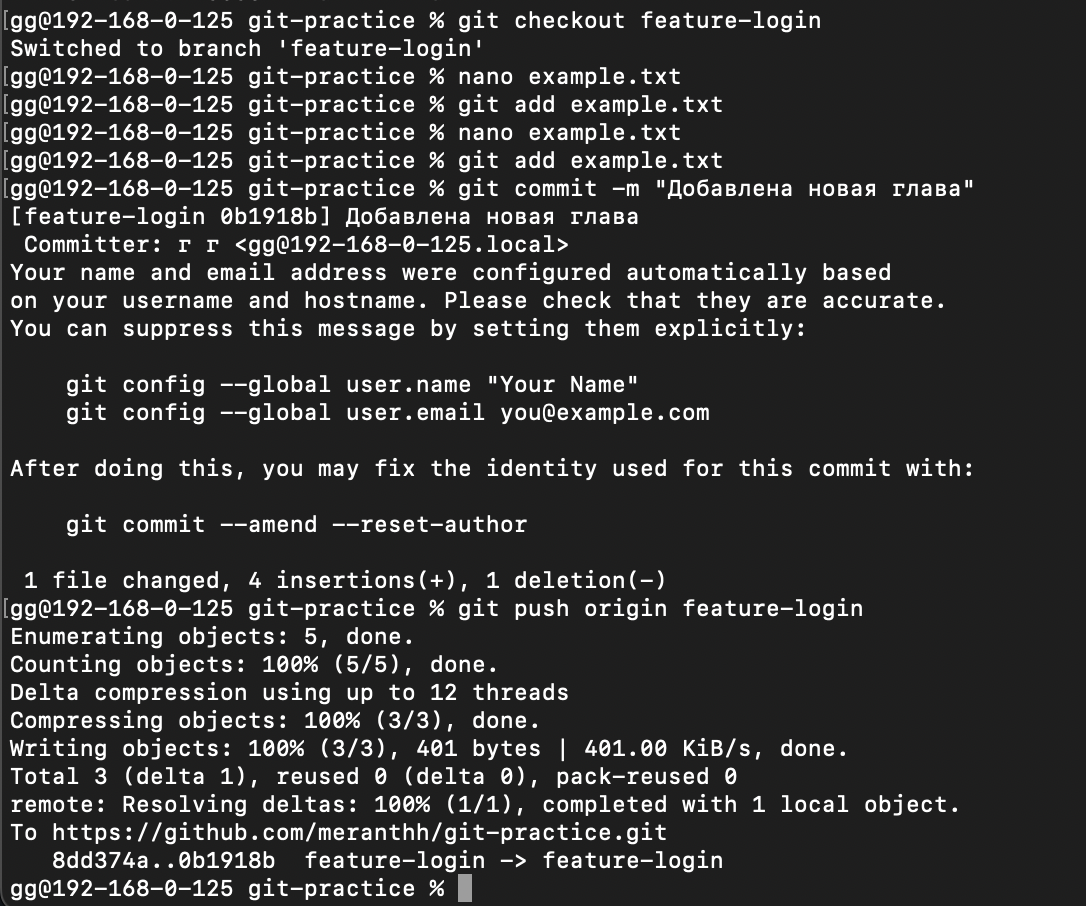 [gg@192-168-0-125 git-practice % git checkout feature-login
Switched to branch 'feature-login'
[gg@192-168-0-125 git-practice % nano example.txt
[gg@192-168-0-125 git-practice % git add example.txt
[gg@192-168-0-125 git-practice % nano example.txt
[gg@192-168-0-125 git-practice % git add example.txt
[gg@192-168-0-125 git-practice % git commit -m "Добавлена новая глава"
[feature-login 0b1918b] Добавлена новая глава
 Committer: г г <gg@192-168-0-125.local>
Your name and email address were configured automatically based
on your username and hostname. Please check that they are accurate.
You can suppress this message by setting them explicitly:

    git config --global user.name "Your Name"
    git config --global user.email you@example.com

After doing this, you may fix the identity used for this commit with:

    git commit --amend --reset-author

 1 file changed, 4 insertions(+), 1 deletion(-)
[gg@192-168-0-125 git-practice % git push origin feature-login
Enumerating objects: 5, done.
Counting objects: 100% (5/5), done.
Delta compression using up to 12 threads
Compressing objects: 100% (3/3), done.
Writing objects: 100% (3/3), 401 bytes | 401.00 KiB/s, done.
Total 3 (delta 1), reused 0 (delta 0), pack-reused 0
remote: Resolving deltas: 100% (1/1), completed with 1 local object.
To https://github.com/meranthh/git-practice.git
   8dd374a..0b1918b  feature-login -> feature-login
gg@192-168-0-125 git-practice %